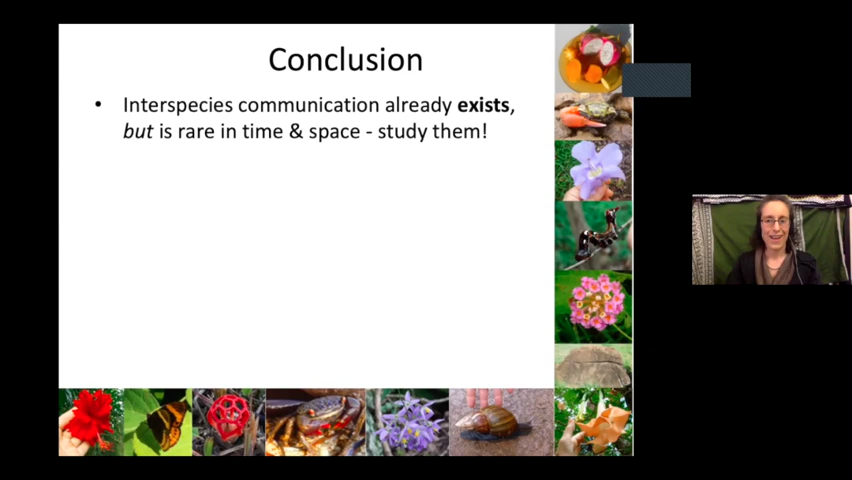 Conclusion
• Interspecies communication already exists,
but is rare in time & space - study them!